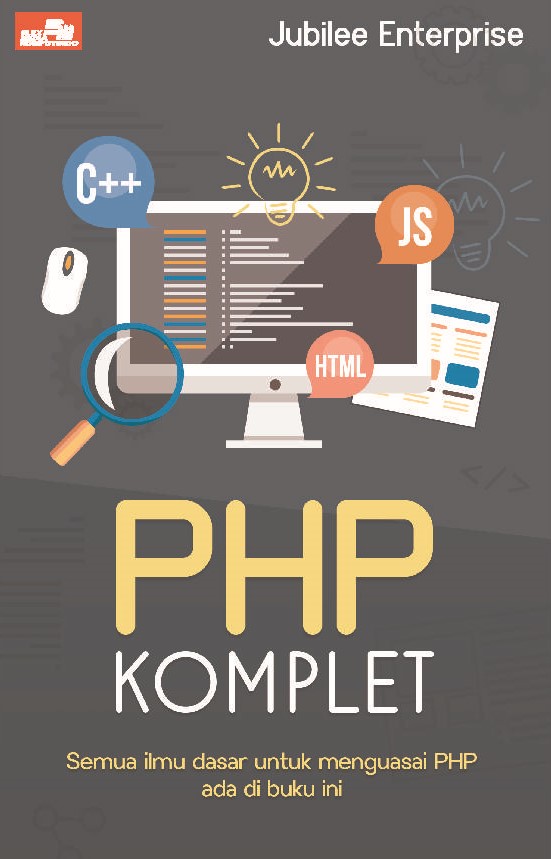 Jubilee Enterprise
C++
JS
HTML
</>
PHP
KOMPLET
Semua ilmu dasar untuk menguasai PHP
ada di buku ini